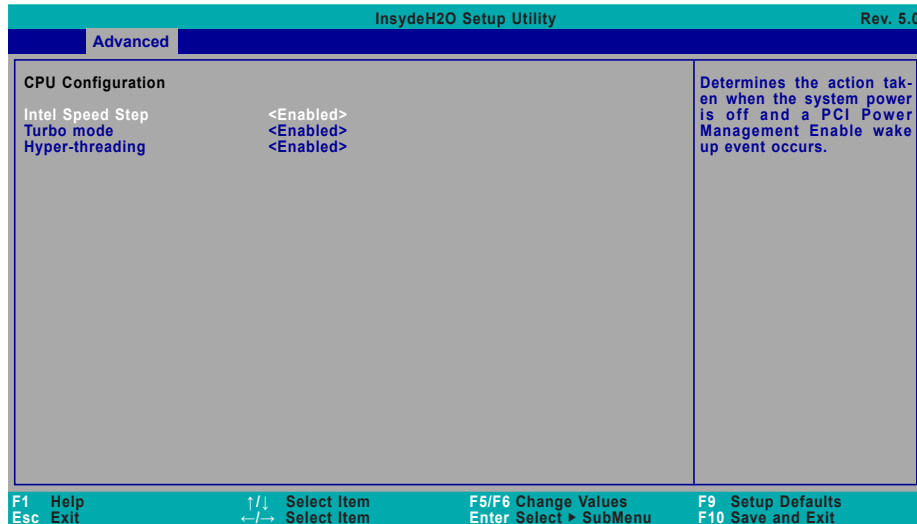 InsydeH2O Setup Utility Rev. 5.0
Advanced
CPU Configuration
Intel Speed Step <Enabled>
Turbo mode <Enabled>
Hyper-threading <Enabled>
Determines the action tak-
en when the system power
is off and a PCI Power
Management Enable wake
up event occurs.
F1 Help ↑/↓ Select Item F5/F6 Change Values F9 Setup Defaults
Esc Exit ←/→ Select Item Enter Select ▶ SubMenu F10 Save and Exit